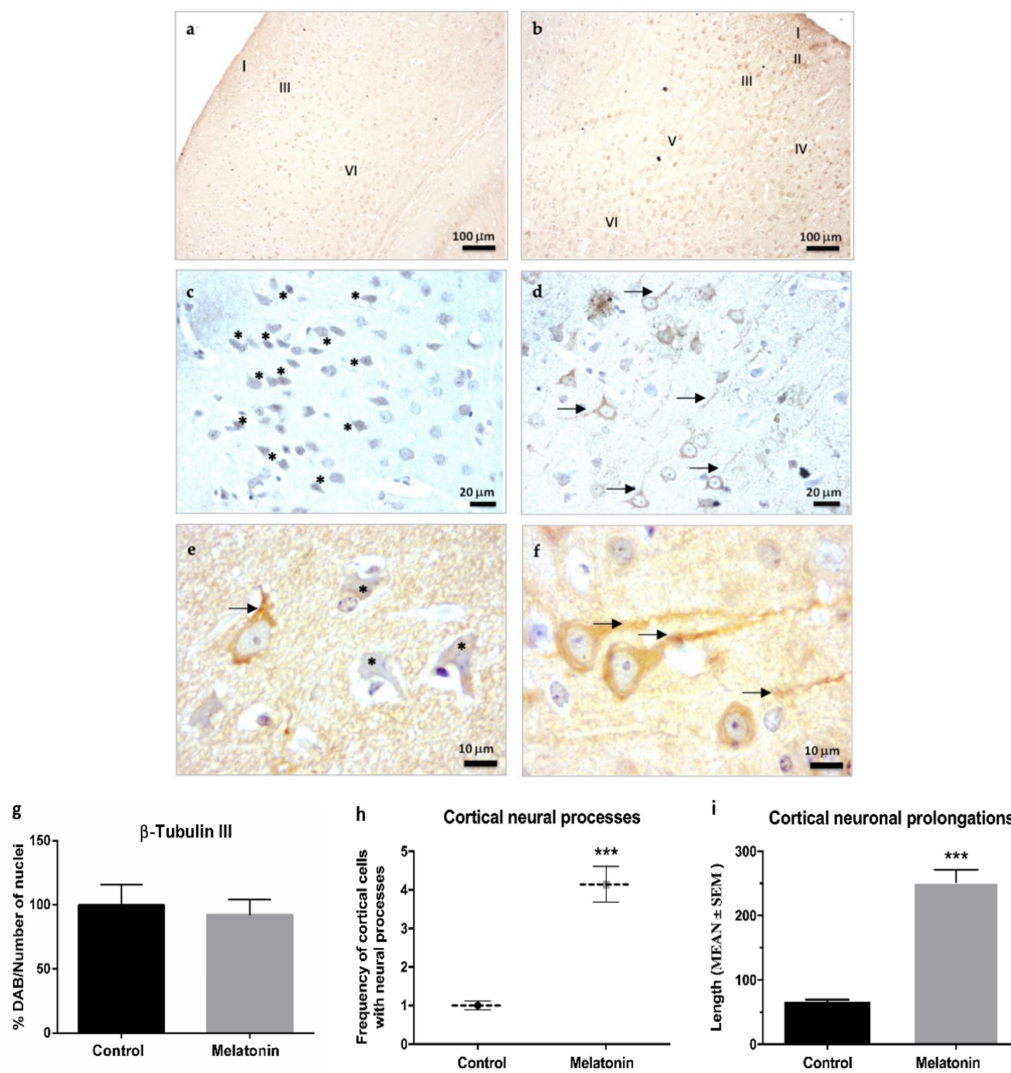 a
I
III
VI
100 μm
b
I
II
III
V
IV
VI
100 μm
c
* * * * * * * * * * * *
20 μm
d
20 μm
e
* * *
10 μm
f
10 μm
g
β-Tubulin III
% DAB/Number of nuclei
150
100
50
0
Control Melatonin
h
Cortical neural processes
Frequency of cortical cells
with neural processes
5
4
3
2
1
0
***
Control Melatonin
i
Cortical neuronal prolongations
Length (MEAN ± SEM )
300
200
100
50
0
***
Control Melatonin